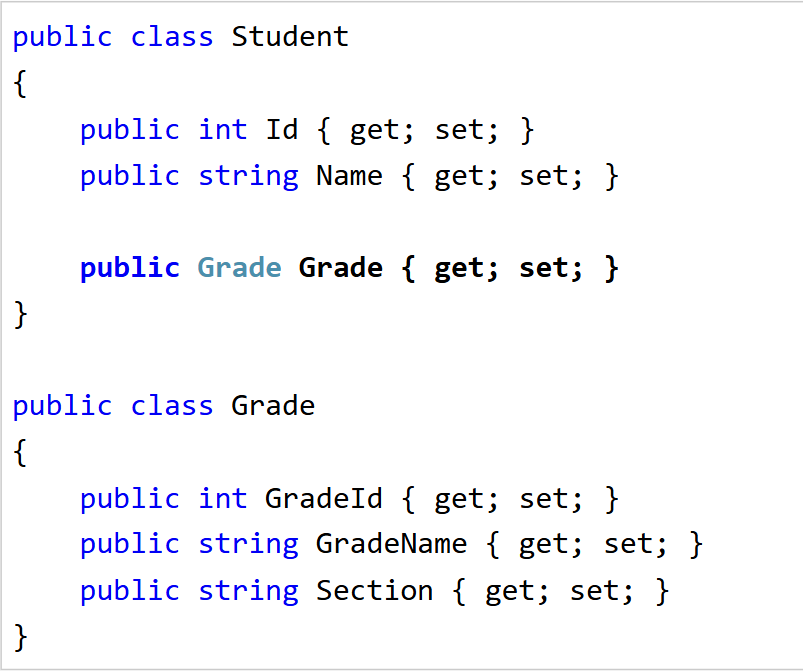 public class Student
{
    public int Id { get; set; }
    public string Name { get; set; }

    public Grade Grade { get; set; }
}

public class Grade
{
    public int GradeId { get; set; }
    public string GradeName { get; set; }
    public string Section { get; set; }
}